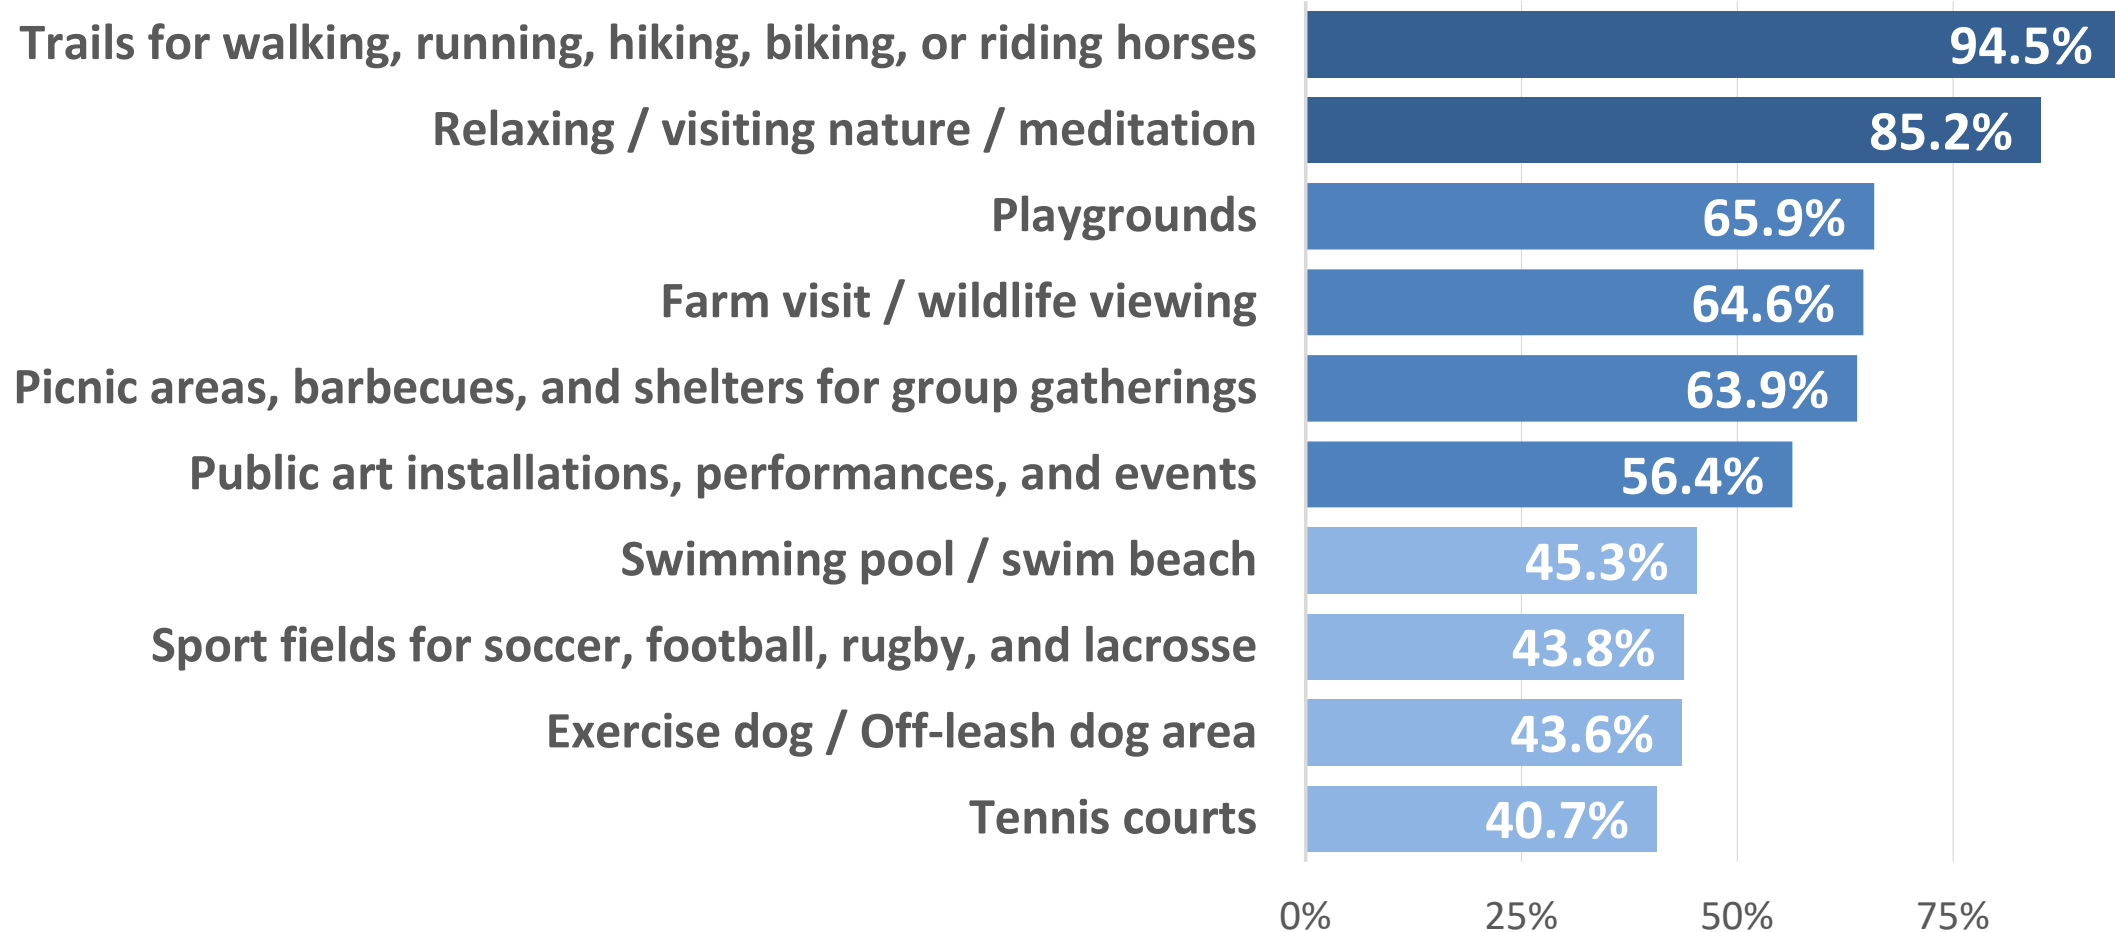 Trails for walking, running, hiking, biking, or riding horses 94.5%
Relaxing / visiting nature / meditation 85.2%
Playgrounds 65.9%
Farm visit / wildlife viewing 64.6%
Picnic areas, barbecues, and shelters for group gatherings 63.9%
Public art installations, performances, and events 56.4%
Swimming pool / swim beach 45.3%
Sport fields for soccer, football, rugby, and lacrosse 43.8%
Exercise dog / Off-leash dog area 43.6%
Tennis courts 40.7%
0% 25% 50% 75%